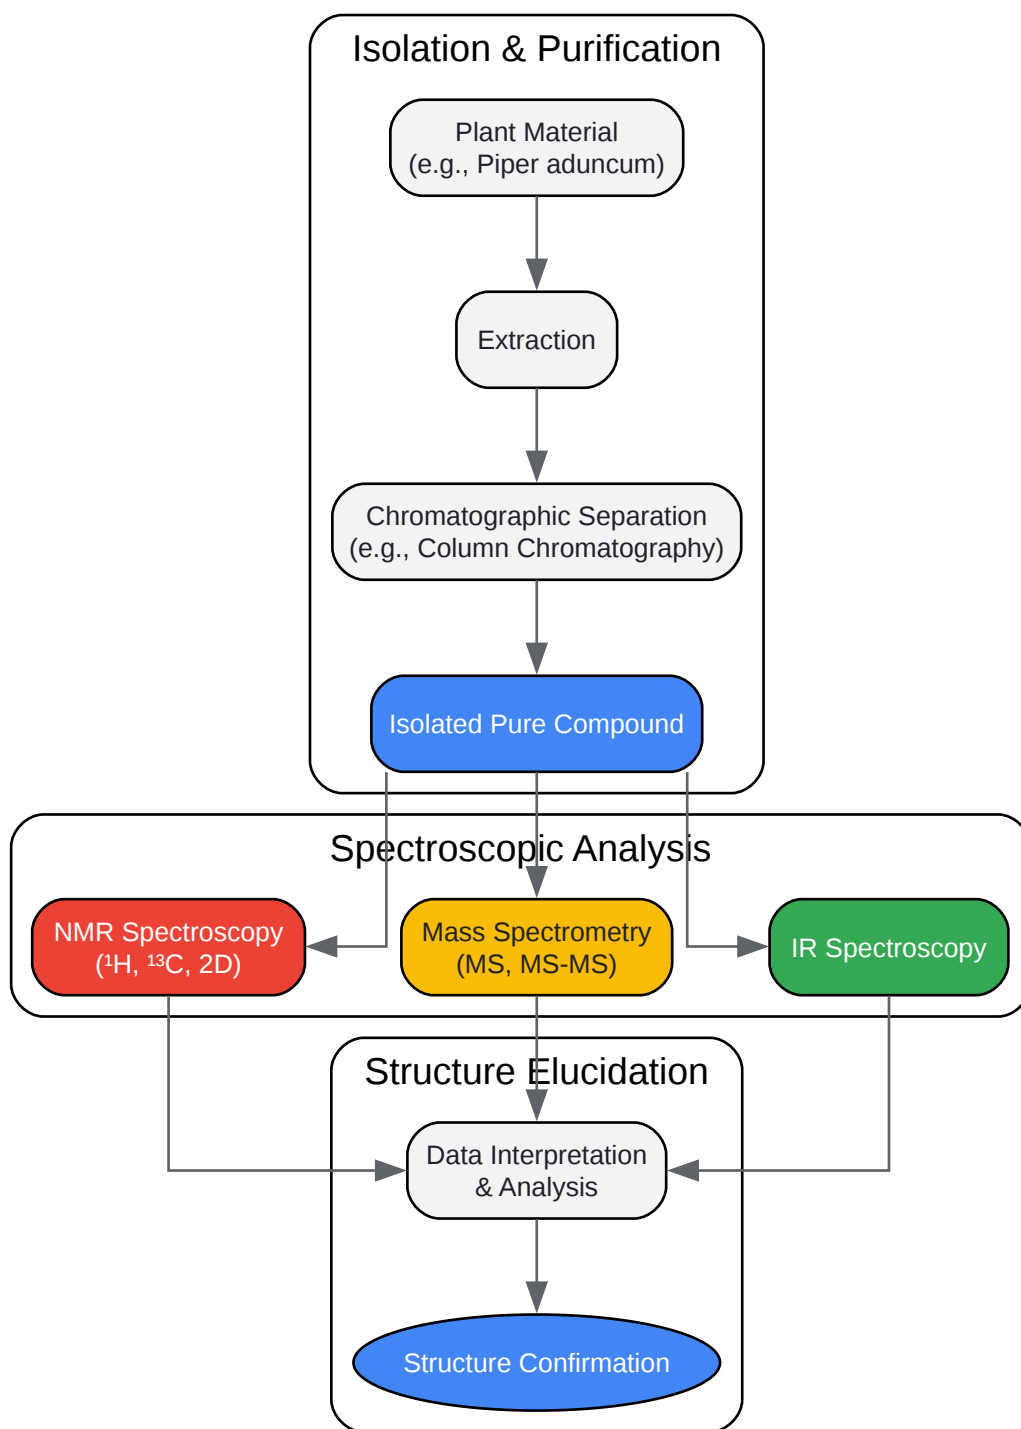 Isolation & Purification
Plant Material
(e.g., Piper aduncum)
Extraction
Chromatographic Separation
(e.g., Column Chromatography)
Isolated Pure Compound
Spectroscopic Analysis
NMR Spectroscopy
(¹H, ¹³C, 2D)
Mass Spectrometry
(MS, MS-MS)
IR Spectroscopy
Structure Elucidation
Data Interpretation
& Analysis
Structure Confirmation